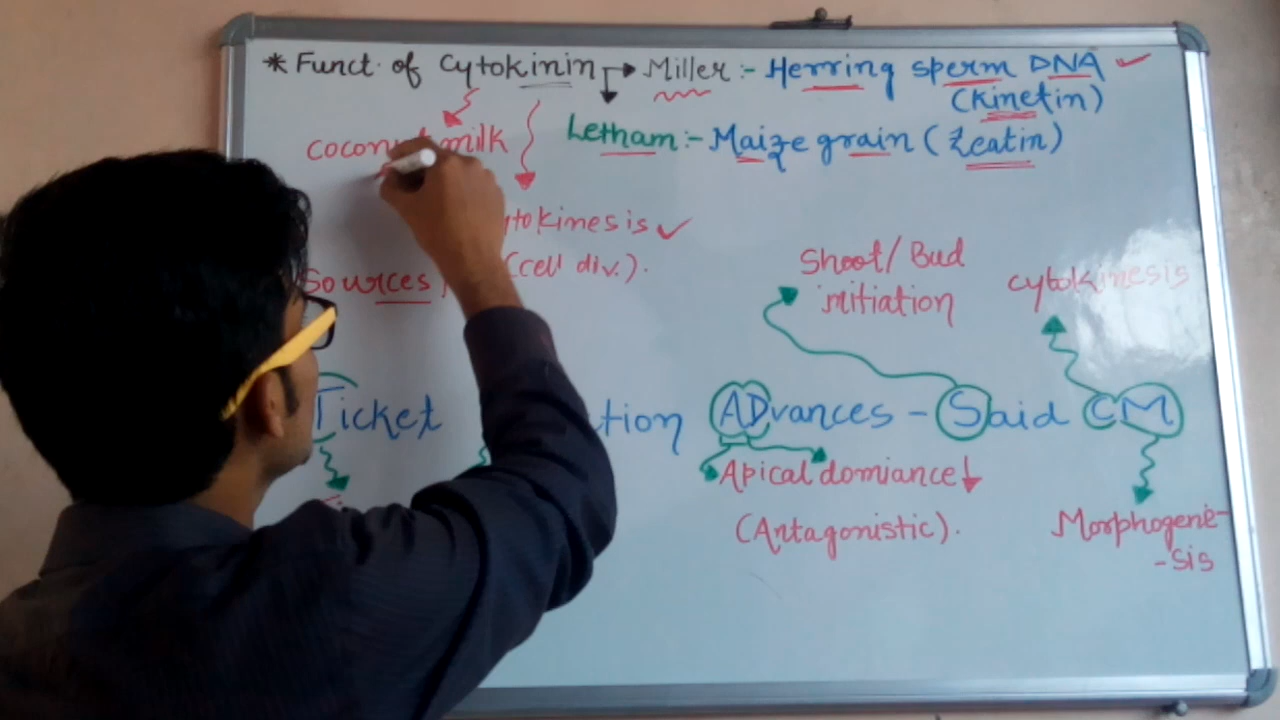 * Funct. of Cytokinin → Miller :- Herring sperm DNA ✓
(Kinetin)
Letham :- Maize grain (Zeatin)
milk
tokinesis ✓
(cell div.).
Sources
Shoot/ Bud
initiation
cytokinesis
Ticket tion ADvances - Said CM
Apical domiance ↓
(Antagonistic).
Morphogene-
-sis